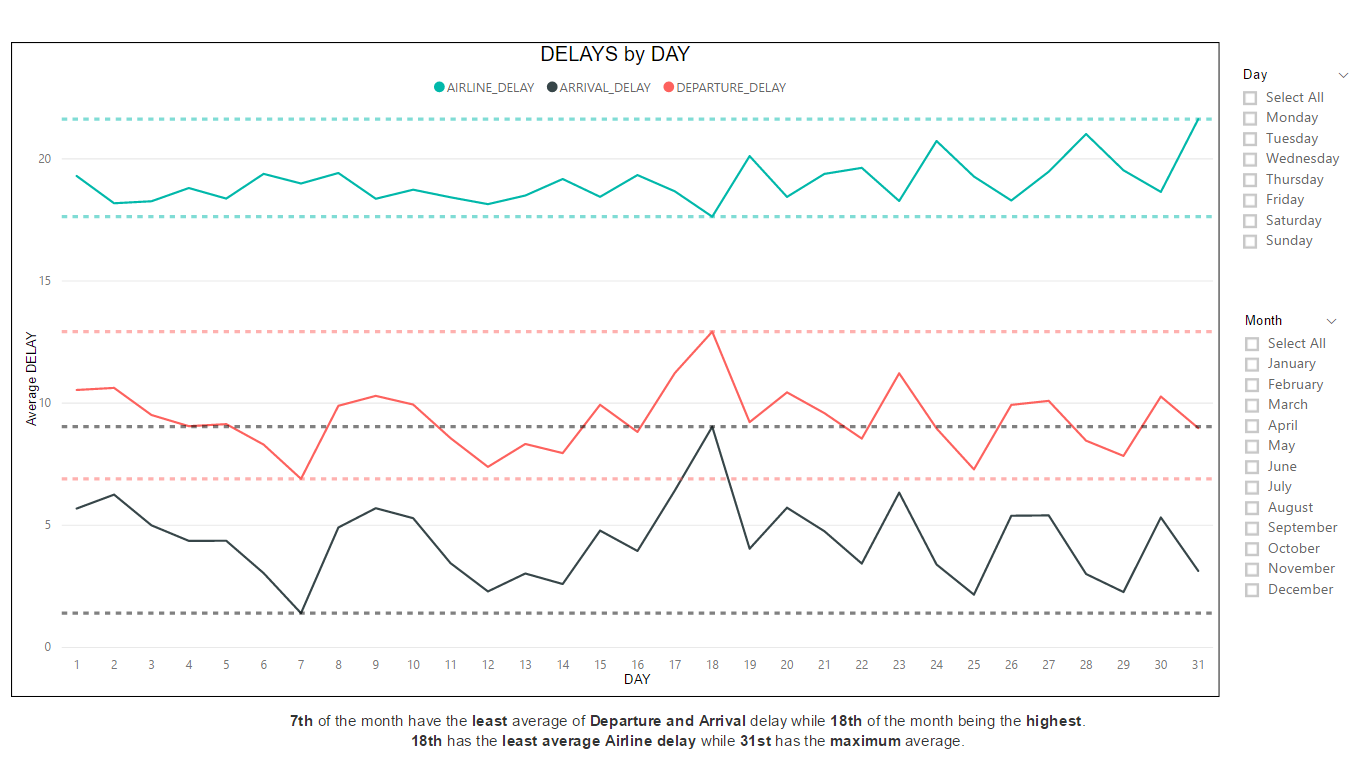 DELAYS by DAY
AIRLINE_DELAY ARRIVAL_DELAY DEPARTURE_DELAY
Average DELAY
20
15
10
5
0
1 2 3 4 5 6 7 8 9 10 11 12 13 14 15 16 17 18 19 20 21 22 23 24 25 26 27 28 29 30 31
DAY
Day
Select All
Monday
Tuesday
Wednesday
Thursday
Friday
Saturday
Sunday
Month
Select All
January
February
March
April
May
June
July
August
September
October
November
December
7th of the month have the least average of Departure and Arrival delay while 18th of the month being the highest.
18th has the least average Airline delay while 31st has the maximum average.